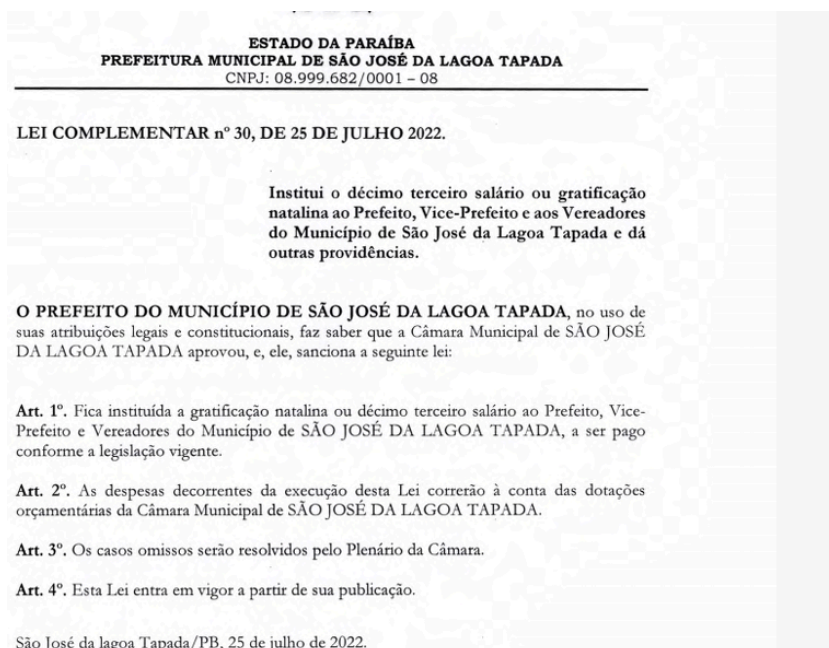 ESTADO DA PARAÍBA
PREFEITURA MUNICIPAL DE SÃO JOSÉ DA LAGOA TAPADA
CNPJ: 08.999.682/0001 – 08
LEI COMPLEMENTAR nº 30, DE 25 DE JULHO 2022.
Institui o décimo terceiro salário ou gratificação
natalina ao Prefeito, Vice-Prefeito e aos Vereadores
do Município de São José da Lagoa Tapada e dá
outras providências.
O PREFEITO DO MUNICÍPIO DE SÃO JOSÉ DA LAGOA TAPADA, no uso de
suas atribuições legais e constitucionais, faz saber que a Câmara Municipal de SÃO JOSÉ
DA LAGOA TAPADA aprovou, e, ele, sanciona a seguinte lei:
Art. 1º. Fica instituída a gratificação natalina ou décimo terceiro salário ao Prefeito, Vice-
Prefeito e Vereadores do Município de SÃO JOSÉ DA LAGOA TAPADA, a ser pago
conforme a legislação vigente.
Art. 2º. As despesas decorrentes da execução desta Lei correrão à conta das dotações
orçamentárias da Câmara Municipal de SÃO JOSÉ DA LAGOA TAPADA.
Art. 3º. Os casos omissos serão resolvidos pelo Plenário da Câmara.
Art. 4º. Esta Lei entra em vigor a partir de sua publicação.
São José da lagoa Tapada/PB, 25 de julho de 2022.